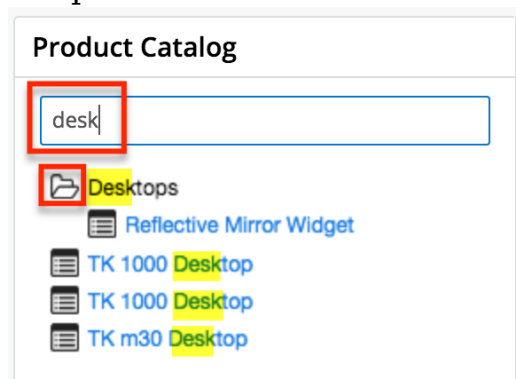 Product Catalog
desk
Desktops
Reflective Mirror Widget
TK 1000 Desktop
TK 1000 Desktop
TK m30 Desktop